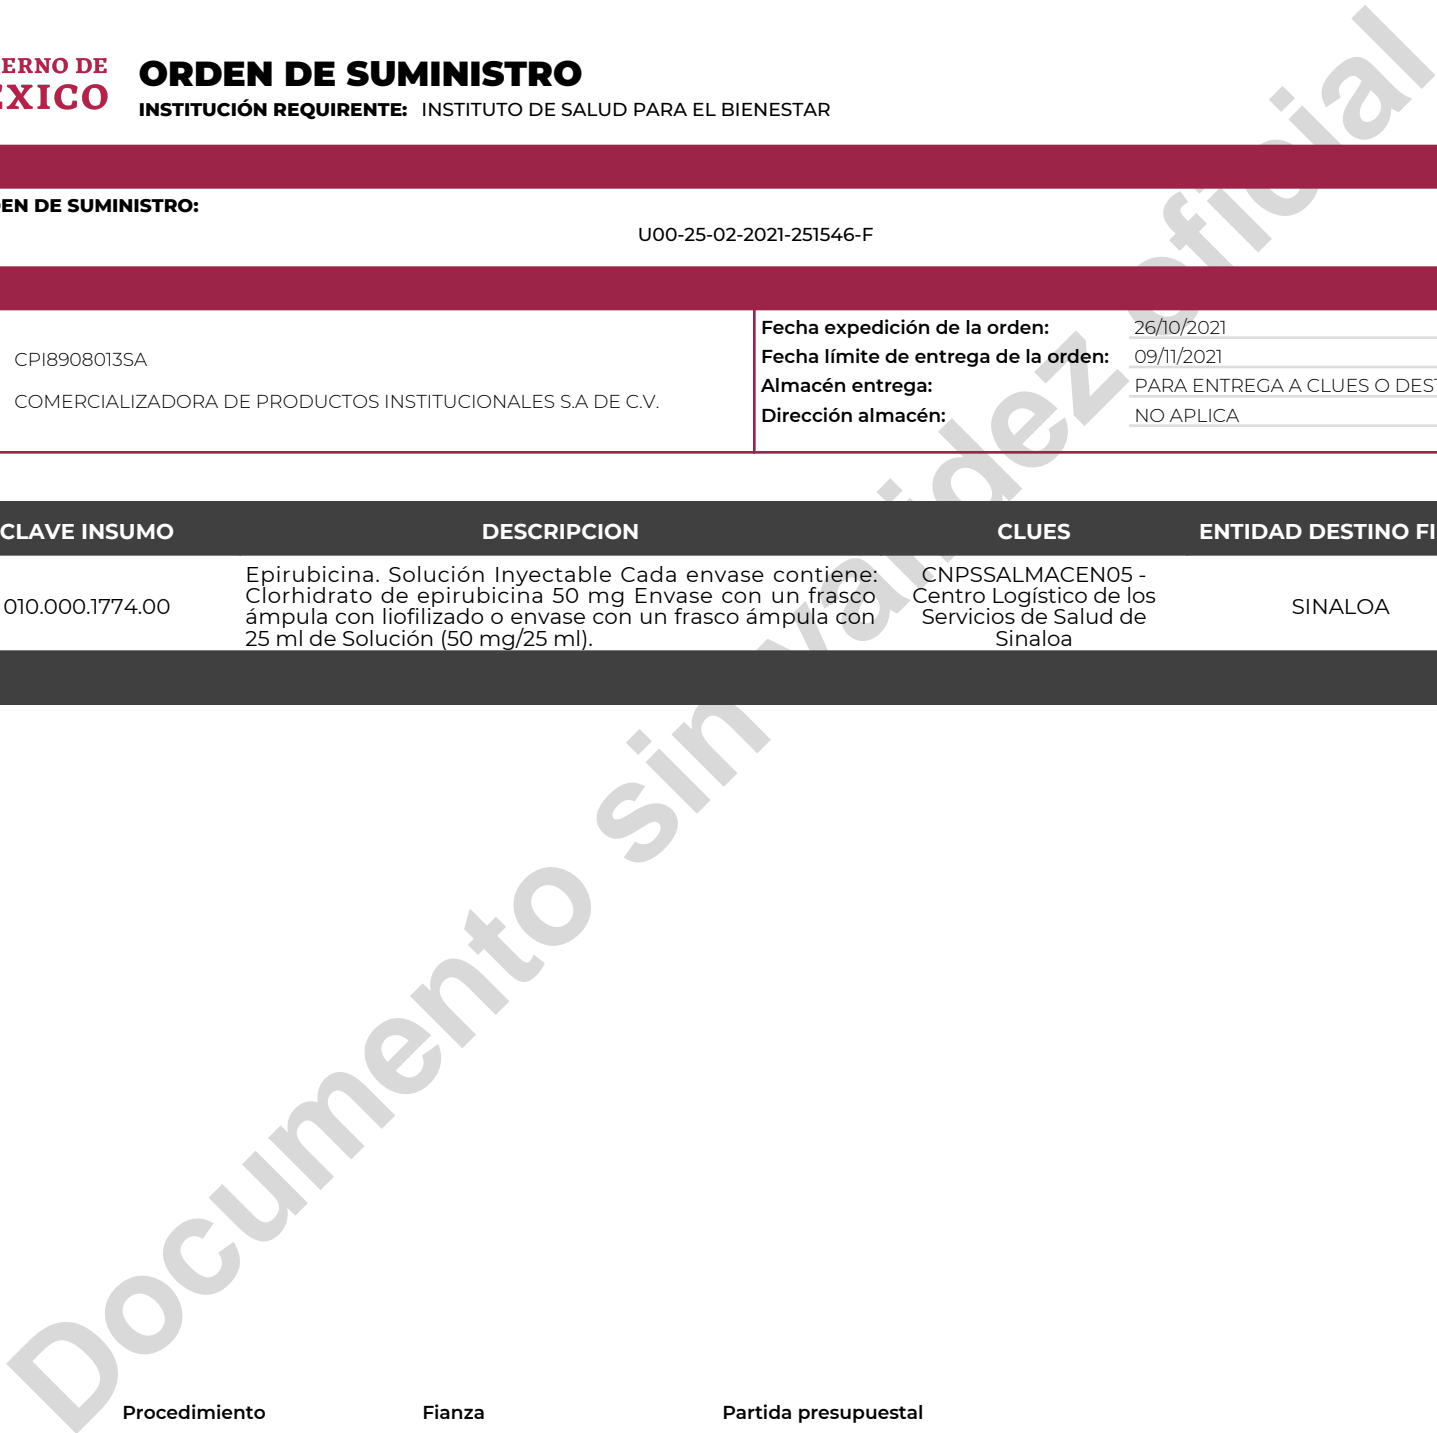 ERNO DE
EXICO
ORDEN DE SUMINISTRO
INSTITUCIÓN REQUIRENTE: INSTITUTO DE SALUD PARA EL BIENESTAR
EN DE SUMINISTRO:
U00-25-02-2021-251546-F
CPI8908013SA
COMERCIALIZADORA DE PRODUCTOS INSTITUCIONALES S.A DE C.V.
Fecha expedición de la orden: 26/10/2021
Fecha límite de entrega de la orden: 09/11/2021
Almacén entrega: PARA ENTREGA A CLUES O DEST
Dirección almacén: NO APLICA
CLAVE INSUMO DESCRIPCION CLUES ENTIDAD DESTINO FI
010.000.1774.00
Epirubicina. Solución Inyectable Cada envase contiene:
Clorhidrato de epirubicina 50 mg Envase con un frasco
ámpula con liofilizado o envase con un frasco ámpula con
25 ml de Solución (50 mg/25 ml).
CNPSSALMACEN05 -
Centro Logístico de los
Servicios de Salud de
Sinaloa
SINALOA
Documento sin validez oficial
Procedimiento Fianza Partida presupuestal